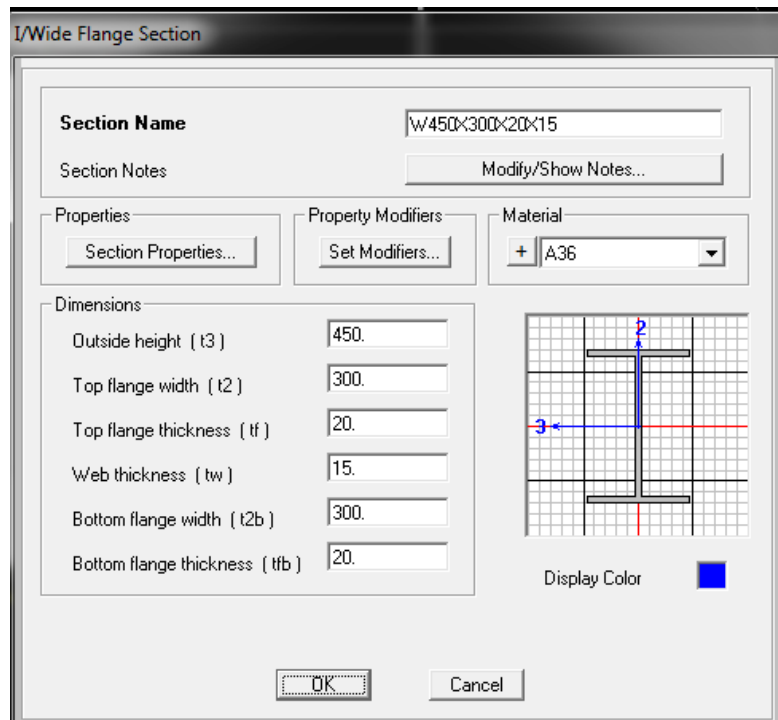 I/Wide Flange Section
Section Name W450X300X20X15
Section Notes Modify/Show Notes...
Properties Property Modifiers Material
Section Properties... Set Modifiers... + A36
Dimensions
Outside height ( t3 ) 450.
Top flange width ( t2 ) 300.
Top flange thickness ( tf ) 20.
Web thickness ( tw ) 15.
Bottom flange width ( t2b ) 300.
Bottom flange thickness ( tfb ) 20.
2
3
Display Color
OK Cancel